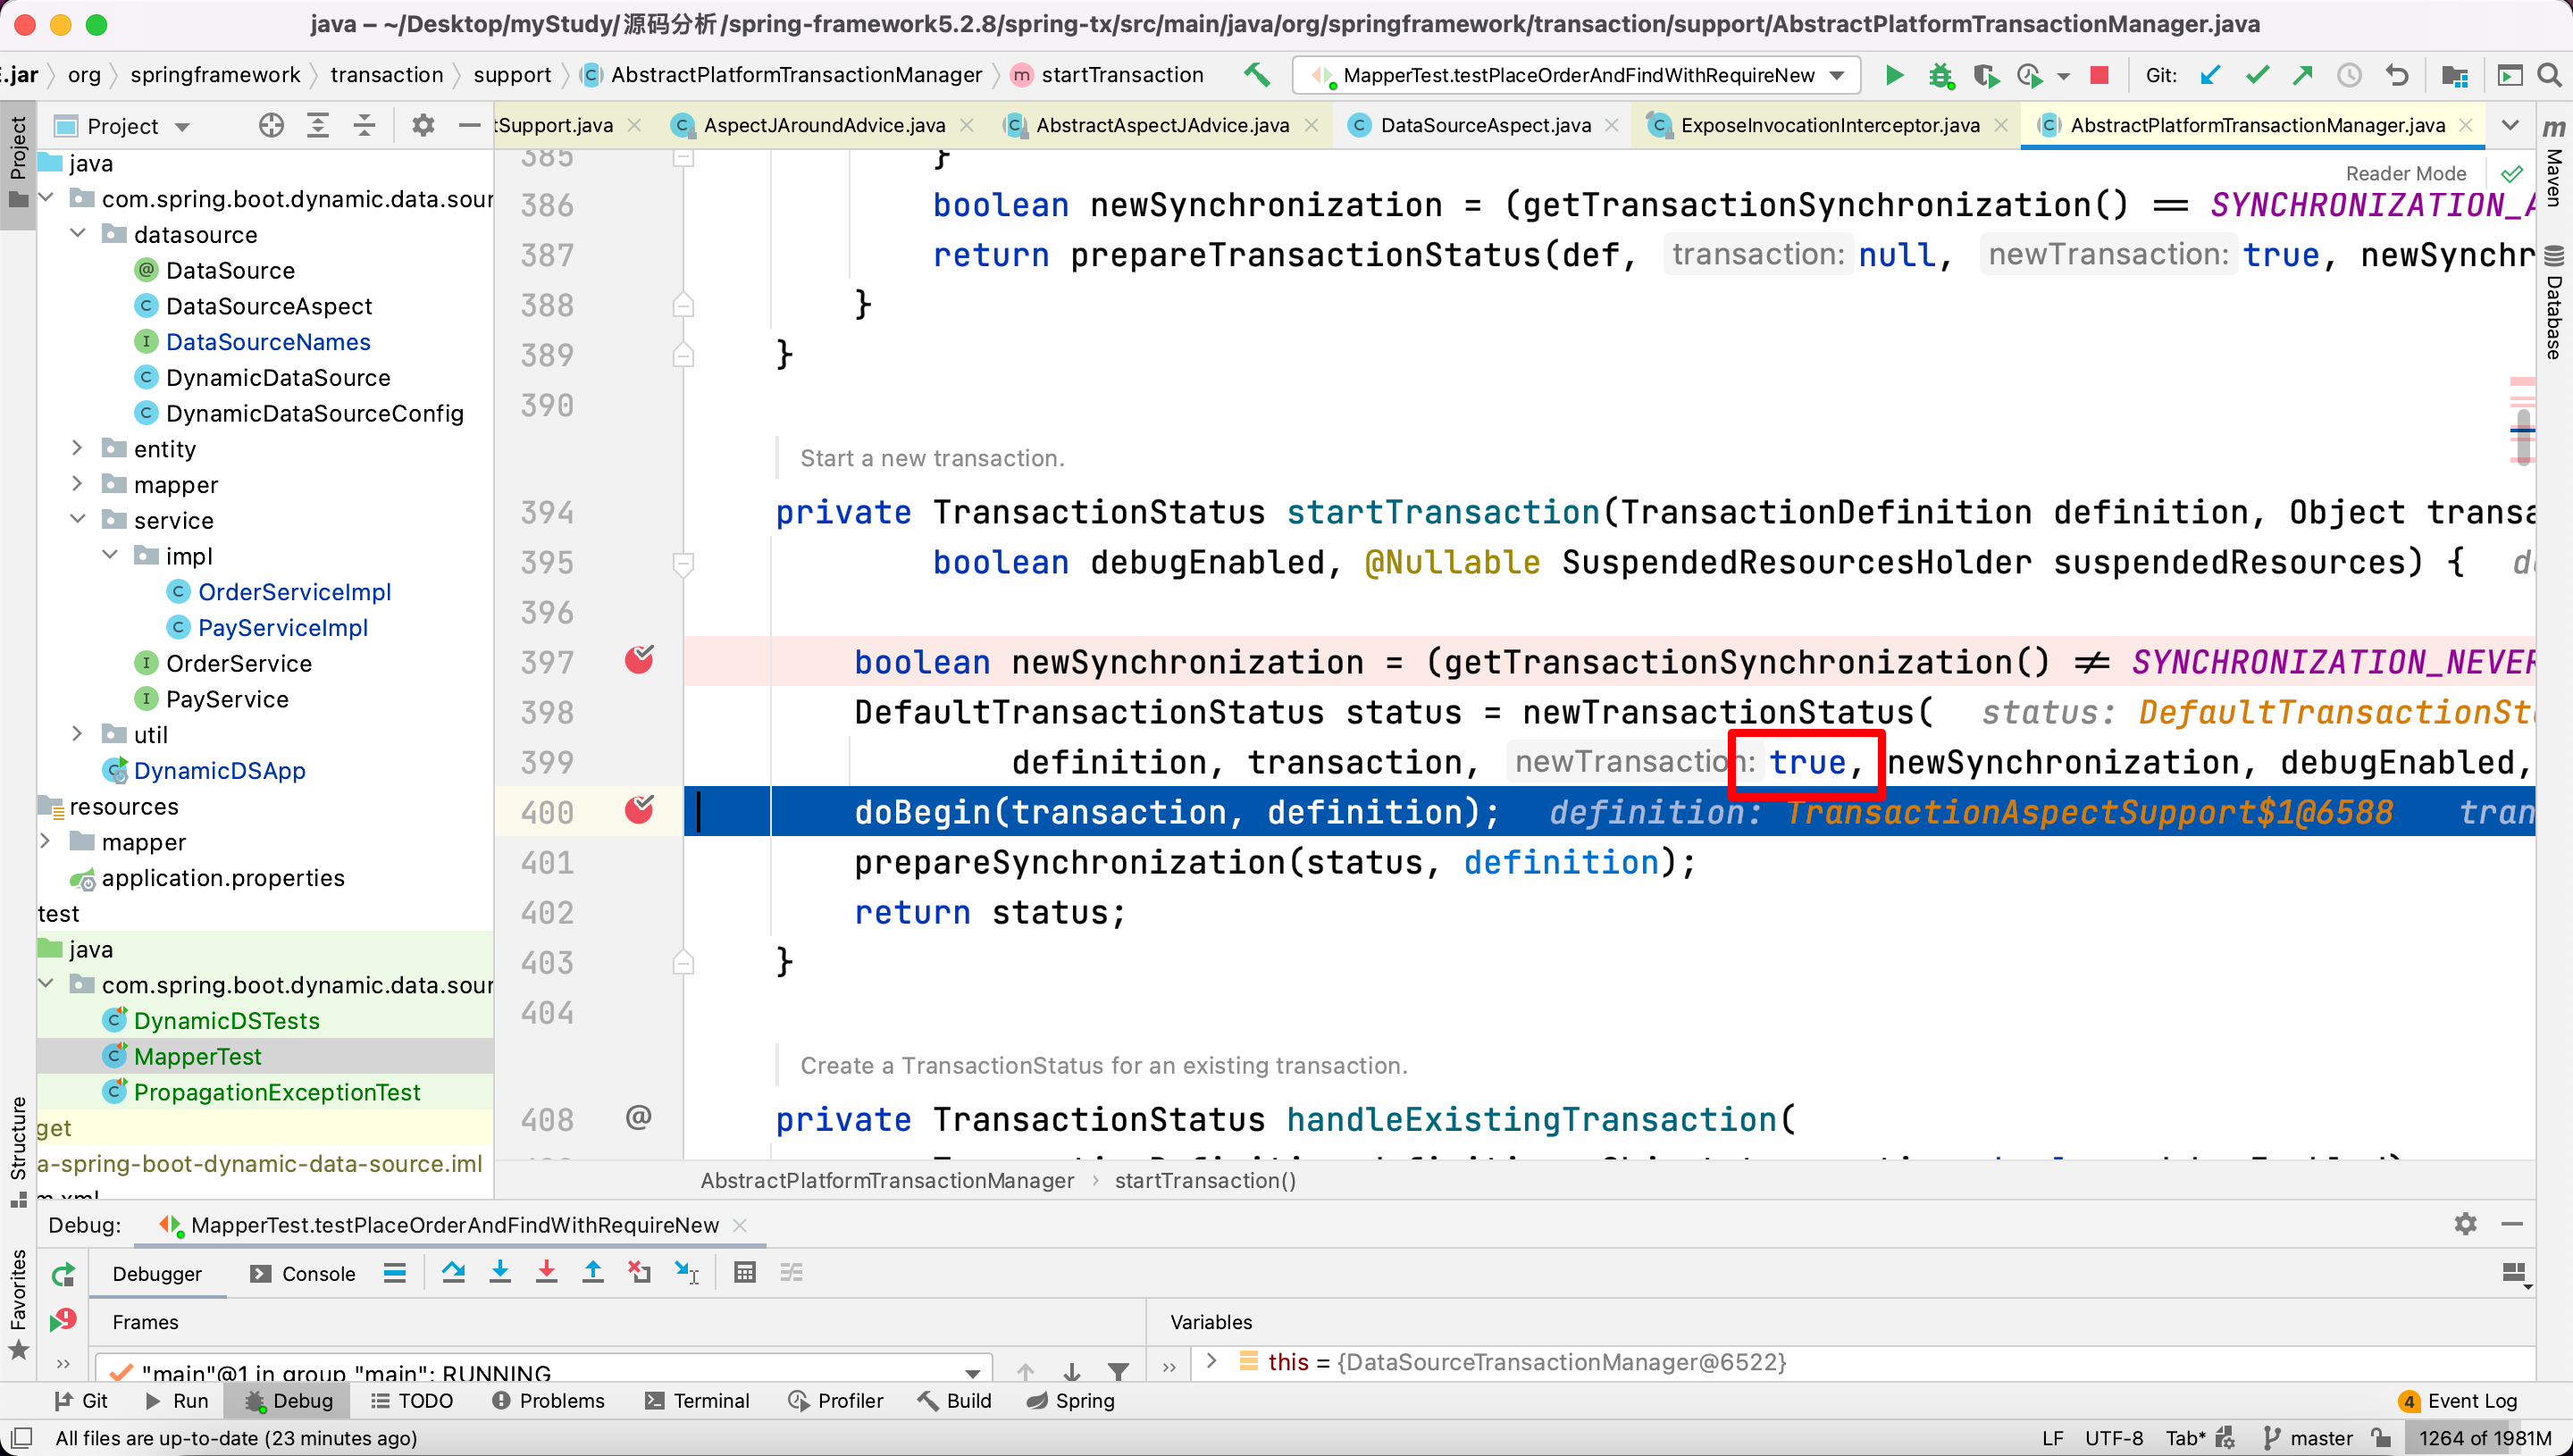 java – ~/Desktop/myStudy/源码分析/spring-framework5.2.8/spring-tx/src/main/java/org/springframework/transaction/support/AbstractPlatformTransactionManager.java
.jar org springframework transaction support AbstractPlatformTransactionManager startTransaction MapperTest.testPlaceOrderAndFindWithRequireNew Git:
Project tSupport.java AspectJAroundAdvice.java AbstractAspectJAdvice.java DataSourceAspect.java ExposeInvocationInterceptor.java AbstractPlatformTransactionManager.java
Project
Structure
Favorites
Maven
Database
java
com.spring.boot.dynamic.data.sour
datasource
DataSource
DataSourceAspect
DataSourceNames
DynamicDataSource
DynamicDataSourceConfig
entity
mapper
service
impl
OrderServiceImpl
PayServiceImpl
OrderService
PayService
util
DynamicDSApp
resources
mapper
application.properties
test
java
com.spring.boot.dynamic.data.sour
DynamicDSTests
MapperTest
PropagationExceptionTest
get
a-spring-boot-dynamic-data-source.iml
m.xml
Reader Mode
385 }
386 boolean newSynchronization = (getTransactionSynchronization() == SYNCHRONIZATION_A
387 return prepareTransactionStatus(def, transaction: null, newTransaction: true, newSynchr
388 }
389 }
390
Start a new transaction.
394 private TransactionStatus startTransaction(TransactionDefinition definition, Object transa
395 boolean debugEnabled, @Nullable SuspendedResourcesHolder suspendedResources) { d
396
397 boolean newSynchronization = (getTransactionSynchronization() != SYNCHRONIZATION_NEVER
398 DefaultTransactionStatus status = newTransactionStatus( status: DefaultTransactionSt
399 definition, transaction, newTransaction: true, newSynchronization, debugEnabled,
400 doBegin(transaction, definition); definition: TransactionAspectSupport$1@6588 tran
401 prepareSynchronization(status, definition);
402 return status;
403 }
404
Create a TransactionStatus for an existing transaction.
408 private TransactionStatus handleExistingTransaction(
AbstractPlatformTransactionManager › startTransaction()
Debug: MapperTest.testPlaceOrderAndFindWithRequireNew
Debugger Console
Frames Variables
"main"@1 in group "main": RUNNING this = {DataSourceTransactionManager@6522}
Git Run Debug TODO Problems Terminal Profiler Build Spring 4 Event Log
All files are up-to-date (23 minutes ago) LF UTF-8 Tab* master 1264 of 1981M